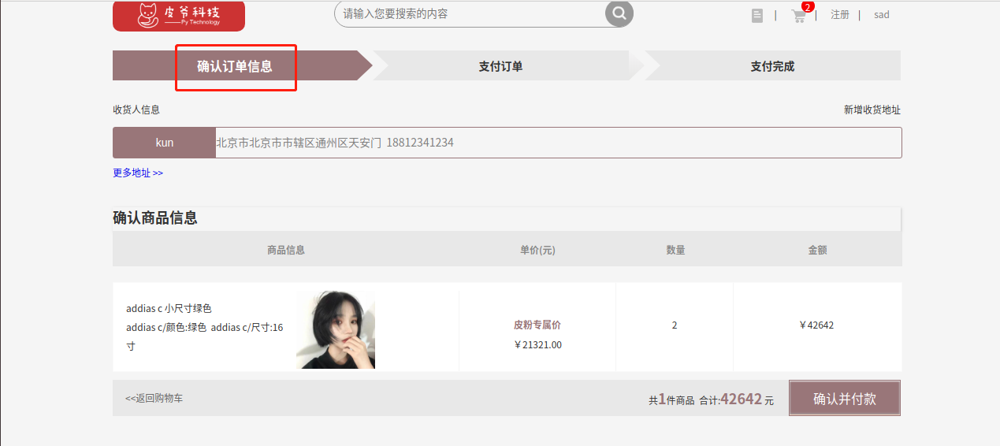 皮爷科技
Py Technology
请输入您要搜索的内容
2
| | 注册 | sad
确认订单信息 支付订单 支付完成
收货人信息 新增收货地址
kun 北京市北京市市辖区通州区天安门 18812341234
更多地址 >>
确认商品信息
商品信息 单价(元) 数量 金额
addias c 小尺寸绿色
addias c/颜色:绿色 addias c/尺寸:16
寸
皮粉专属价
￥21321.00
2
￥42642
<<返回购物车 共1件商品 合计:42642 元 确认并付款